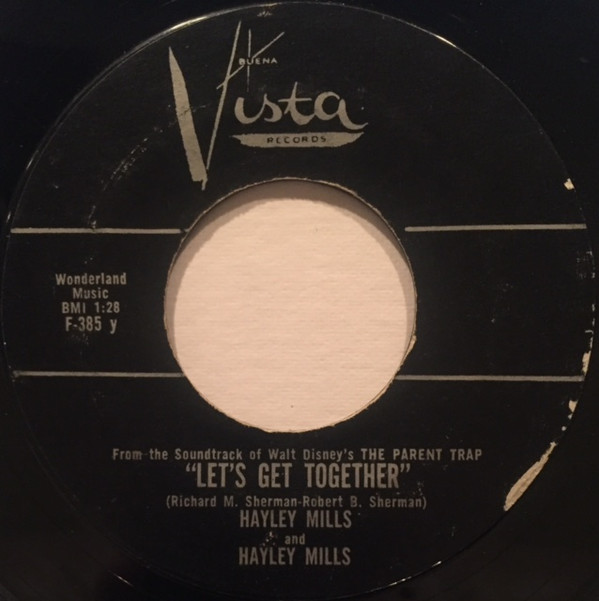 BUENA
Vista
RECORDS
Wonderland
Music
BMI 1:28
F-385 y
From the Soundtrack of Walt Disney's THE PARENT TRAP
"LET'S GET TOGETHER"
(Richard M. Sherman-Robert B. Sherman)
HAYLEY MILLS
and
HAYLEY MILLS